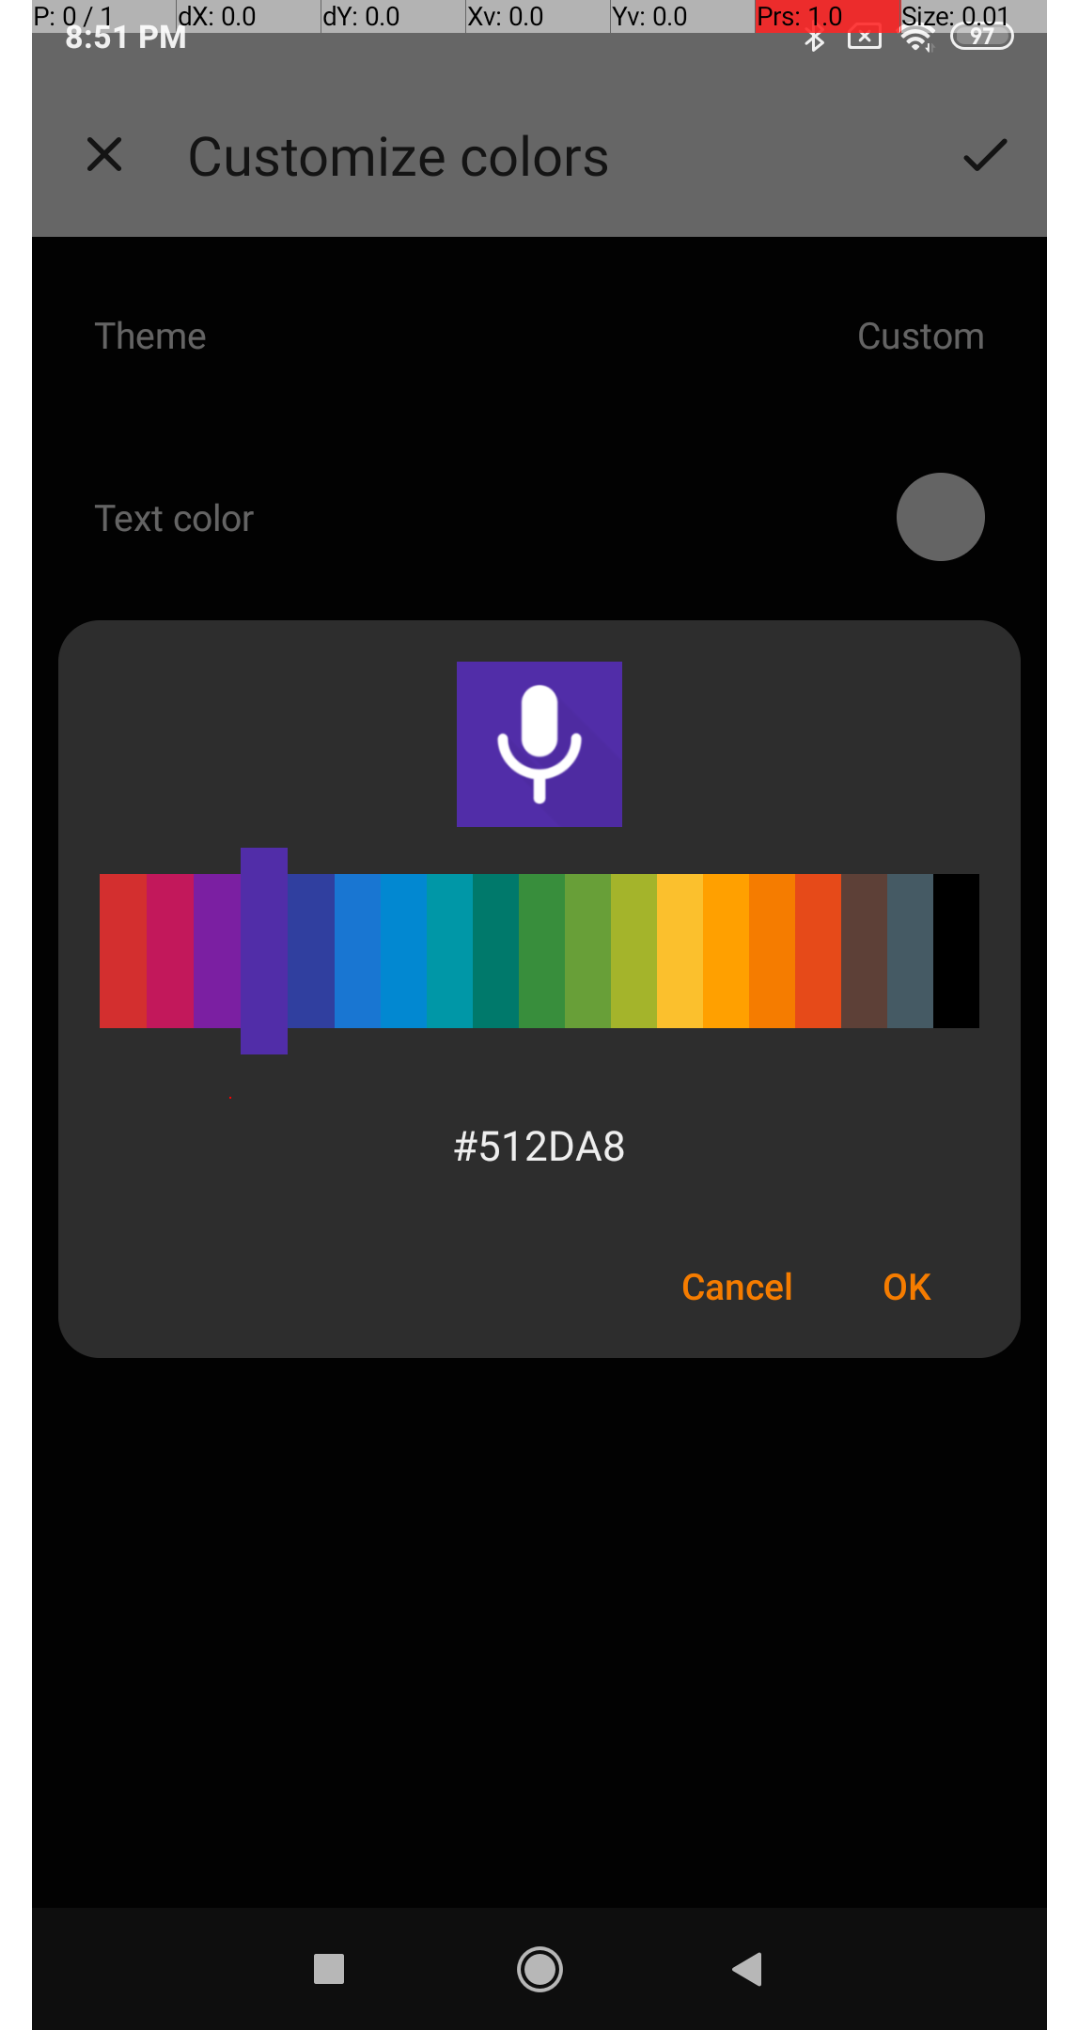 P: 0 / 1 dX: 0.0 dY: 0.0 Xv: 0.0 Yv: 0.0 Prs: 1.0 Size: 0.01
8:51 PM 97
Customize colors
Theme Custom
Text color
#512DA8
Cancel OK